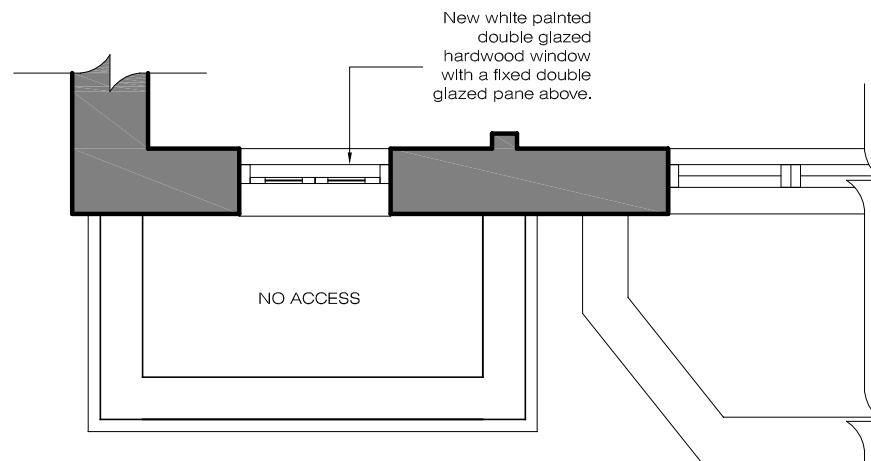 New white painted
double glazed
hardwood window
with a fixed double
glazed pane above.
NO ACCESS